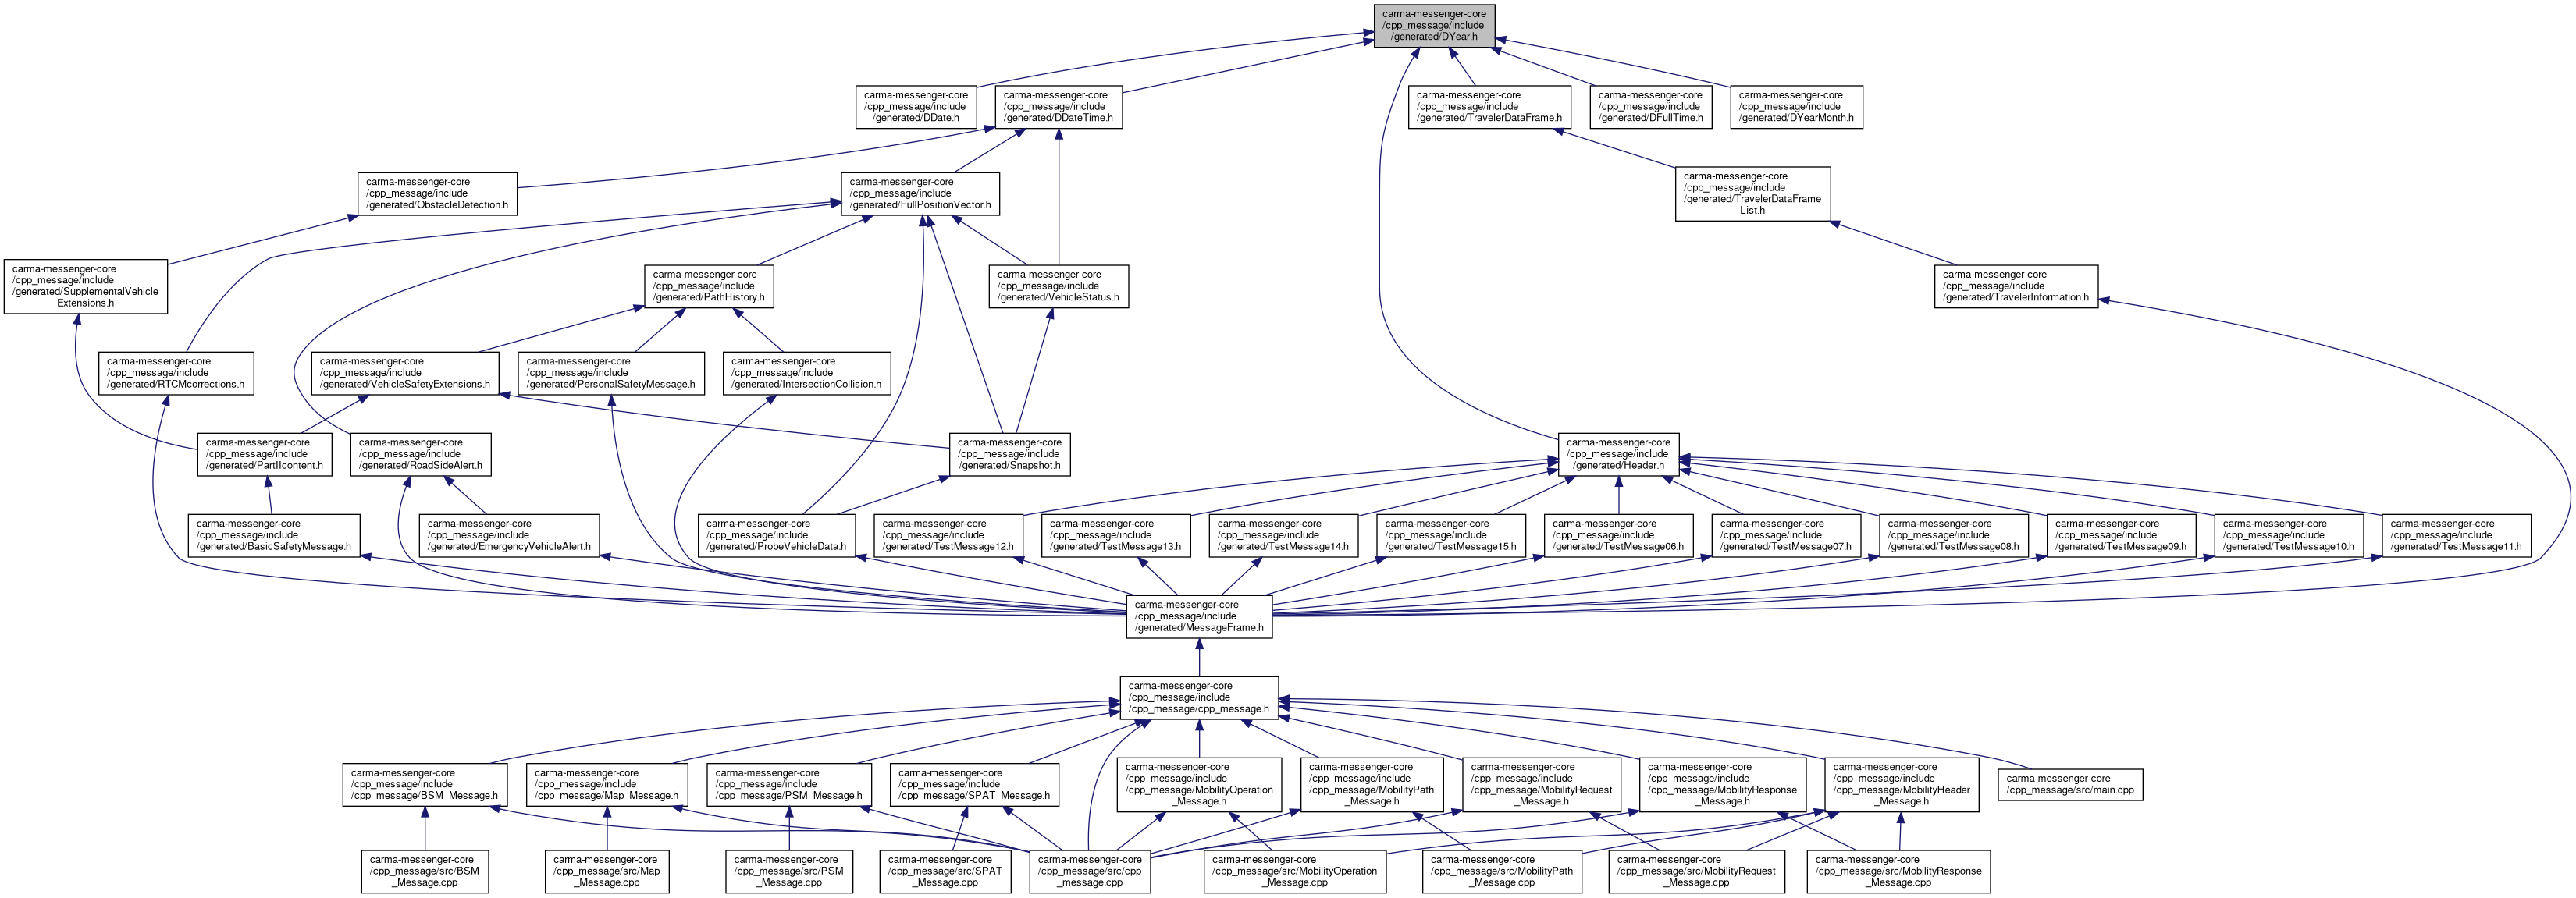 carma-messenger-core
/cpp_message/include
/generated/DYear.h
carma-messenger-core
/cpp_message/include
/generated/DDate.h
carma-messenger-core
/cpp_message/include
/generated/DDateTime.h
carma-messenger-core
/cpp_message/include
/generated/TravelerDataFrame.h
carma-messenger-core
/cpp_message/include
/generated/DFullTime.h
carma-messenger-core
/cpp_message/include
/generated/DYearMonth.h
carma-messenger-core
/cpp_message/include
/generated/ObstacleDetection.h
carma-messenger-core
/cpp_message/include
/generated/FullPositionVector.h
carma-messenger-core
/cpp_message/include
/generated/TravelerDataFrame
List.h
carma-messenger-core
/cpp_message/include
/generated/SupplementalVehicle
Extensions.h
carma-messenger-core
/cpp_message/include
/generated/PathHistory.h
carma-messenger-core
/cpp_message/include
/generated/VehicleStatus.h
carma-messenger-core
/cpp_message/include
/generated/TravelerInformation.h
carma-messenger-core
/cpp_message/include
/generated/RTCMcorrections.h
carma-messenger-core
/cpp_message/include
/generated/VehicleSafetyExtensions.h
carma-messenger-core
/cpp_message/include
/generated/PersonalSafetyMessage.h
carma-messenger-core
/cpp_message/include
/generated/IntersectionCollision.h
carma-messenger-core
/cpp_message/include
/generated/PartIIcontent.h
carma-messenger-core
/cpp_message/include
/generated/RoadSideAlert.h
carma-messenger-core
/cpp_message/include
/generated/Snapshot.h
carma-messenger-core
/cpp_message/include
/generated/Header.h
carma-messenger-core
/cpp_message/include
/generated/BasicSafetyMessage.h
carma-messenger-core
/cpp_message/include
/generated/EmergencyVehicleAlert.h
carma-messenger-core
/cpp_message/include
/generated/ProbeVehicleData.h
carma-messenger-core
/cpp_message/include
/generated/TestMessage12.h
carma-messenger-core
/cpp_message/include
/generated/TestMessage13.h
carma-messenger-core
/cpp_message/include
/generated/TestMessage14.h
carma-messenger-core
/cpp_message/include
/generated/TestMessage15.h
carma-messenger-core
/cpp_message/include
/generated/TestMessage06.h
carma-messenger-core
/cpp_message/include
/generated/TestMessage07.h
carma-messenger-core
/cpp_message/include
/generated/TestMessage08.h
carma-messenger-core
/cpp_message/include
/generated/TestMessage09.h
carma-messenger-core
/cpp_message/include
/generated/TestMessage10.h
carma-messenger-core
/cpp_message/include
/generated/TestMessage11.h
carma-messenger-core
/cpp_message/include
/generated/MessageFrame.h
carma-messenger-core
/cpp_message/include
/cpp_message/cpp_message.h
carma-messenger-core
/cpp_message/include
/cpp_message/BSM_Message.h
carma-messenger-core
/cpp_message/include
/cpp_message/Map_Message.h
carma-messenger-core
/cpp_message/include
/cpp_message/PSM_Message.h
carma-messenger-core
/cpp_message/include
/cpp_message/SPAT_Message.h
carma-messenger-core
/cpp_message/include
/cpp_message/MobilityOperation
_Message.h
carma-messenger-core
/cpp_message/include
/cpp_message/MobilityPath
_Message.h
carma-messenger-core
/cpp_message/include
/cpp_message/MobilityRequest
_Message.h
carma-messenger-core
/cpp_message/include
/cpp_message/MobilityResponse
_Message.h
carma-messenger-core
/cpp_message/include
/cpp_message/MobilityHeader
_Message.h
carma-messenger-core
/cpp_message/src/main.cpp
carma-messenger-core
/cpp_message/src/BSM
_Message.cpp
carma-messenger-core
/cpp_message/src/Map
_Message.cpp
carma-messenger-core
/cpp_message/src/PSM
_Message.cpp
carma-messenger-core
/cpp_message/src/SPAT
_Message.cpp
carma-messenger-core
/cpp_message/src/cpp
_message.cpp
carma-messenger-core
/cpp_message/src/MobilityOperation
_Message.cpp
carma-messenger-core
/cpp_message/src/MobilityPath
_Message.cpp
carma-messenger-core
/cpp_message/src/MobilityRequest
_Message.cpp
carma-messenger-core
/cpp_message/src/MobilityResponse
_Message.cpp